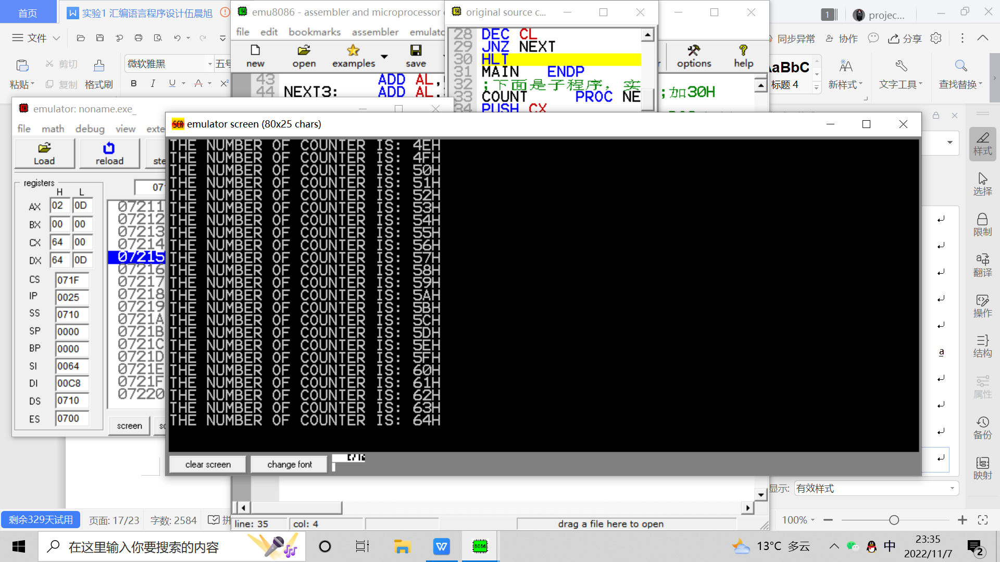 首页
实验1 汇编语言程序设计伍晨旭
emu8086 - assembler and microprocessor
original source c...
1
projec...
文件
file edit bookmarks assembler emulato
同步异常
协作
分享
粘贴
剪切
复制
格式刷
微软雅黑
五号
B I U A X²
new
open
examples
save
options
help
AaBbC
标题 4
新样式
文字工具
查找替换
28 DEC CL
29 JNZ NEXT
30 HLT
31 MAIN ENDP
32 ;下面是子程序，实
33 COUNT PROC NE
34 PUSH CX
43 ADD AL,
44 NEXT3: ADD AL,
;加30H
emulator: noname.exe_
file math debug view exte
Load
reload
ste
registers
H L
AX 02 0D
BX 00 00
CX 64 00
DX 64 0D
CS 071F
IP 0025
SS 0710
SP 0000
BP 0000
SI 0064
DI 00C8
DS 0710
ES 0700
071
07211
07212
07213
07214
07215
07216
07217
07218
07219
0721A
0721B
0721C
0721D
0721E
0721F
07220
screen
sc
emulator screen (80x25 chars)
THE NUMBER OF COUNTER IS: 4EH
THE NUMBER OF COUNTER IS: 4FH
THE NUMBER OF COUNTER IS: 50H
THE NUMBER OF COUNTER IS: 51H
THE NUMBER OF COUNTER IS: 52H
THE NUMBER OF COUNTER IS: 53H
THE NUMBER OF COUNTER IS: 54H
THE NUMBER OF COUNTER IS: 55H
THE NUMBER OF COUNTER IS: 56H
THE NUMBER OF COUNTER IS: 57H
THE NUMBER OF COUNTER IS: 58H
THE NUMBER OF COUNTER IS: 59H
THE NUMBER OF COUNTER IS: 5AH
THE NUMBER OF COUNTER IS: 5BH
THE NUMBER OF COUNTER IS: 5CH
THE NUMBER OF COUNTER IS: 5DH
THE NUMBER OF COUNTER IS: 5EH
THE NUMBER OF COUNTER IS: 5FH
THE NUMBER OF COUNTER IS: 60H
THE NUMBER OF COUNTER IS: 61H
THE NUMBER OF COUNTER IS: 62H
THE NUMBER OF COUNTER IS: 63H
THE NUMBER OF COUNTER IS: 64H
clear screen
change font
样式
选择
限制
翻译
操作
结构
属性
备份
映射
a
显示:
有效样式
line: 35
col: 4
drag a file here to open
剩余329天试用
页面: 17/23
字数: 2584
拼
100%
在这里输入你要搜索的内容
8086
13°C 多云
中
23:35
2022/11/7
2